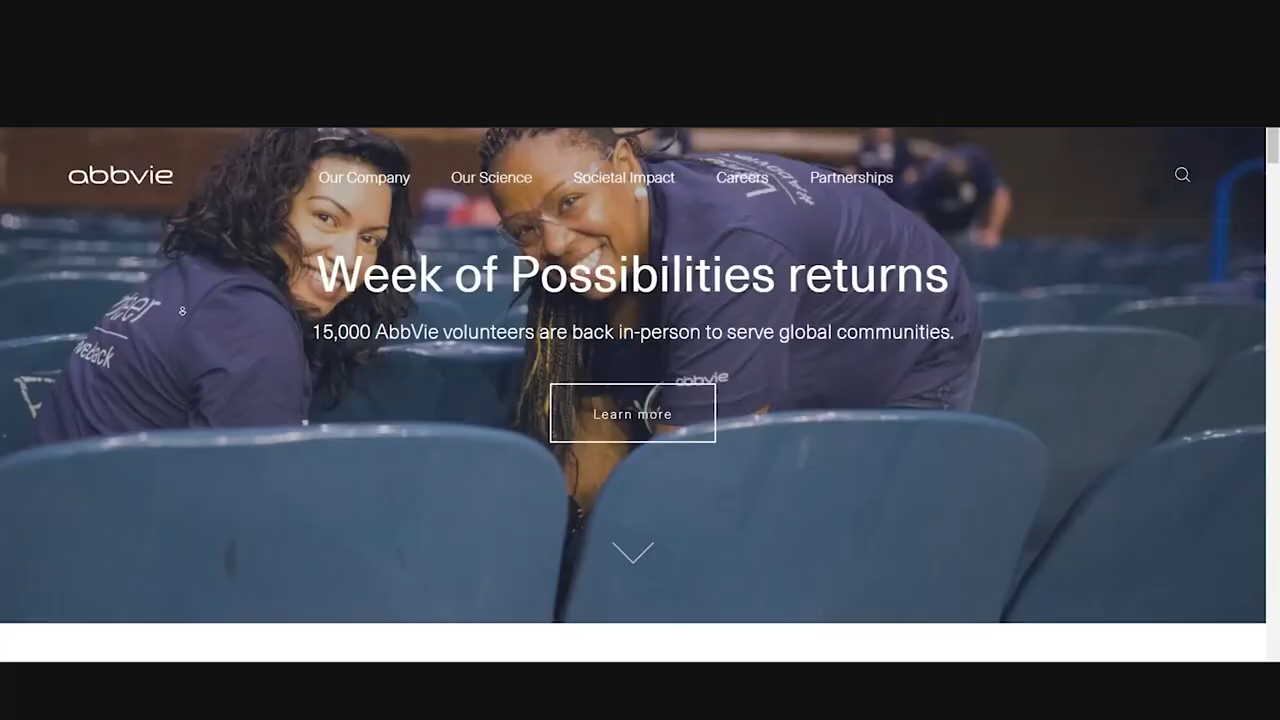 abbvie
Our Company
Our Science
Societal Impact
Careers
Partnerships
Week of Possibilities returns
15,000 AbbVie volunteers are back in-person to serve global communities.
abbvie
Learn more